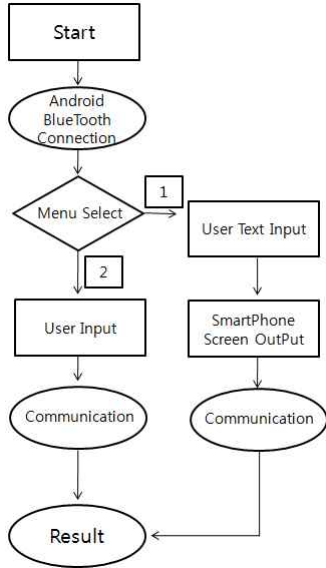 Start
Android
BlueTooth
Connection
Menu Select
1
2
User Text Input
User Input
SmartPhone
Screen OutPut
Communication
Communication
Result